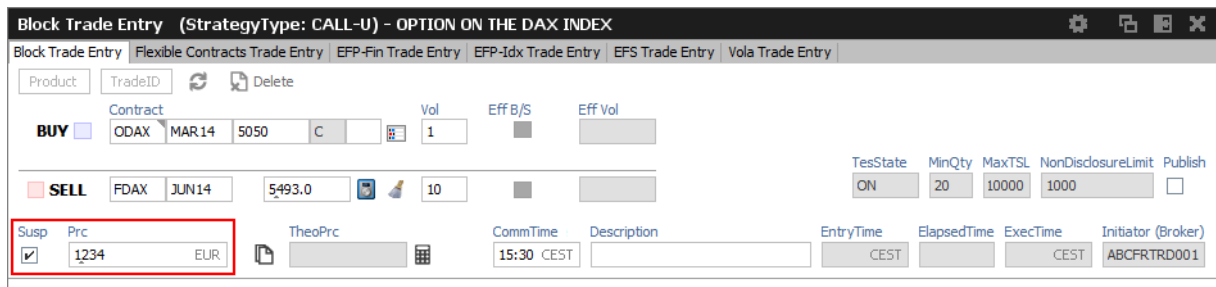 Block Trade Entry (StrategyType: CALL-U) - OPTION ON THE DAX INDEX
Block Trade Entry Flexible Contracts Trade Entry EFP-Fin Trade Entry EFP-Idx Trade Entry EFS Trade Entry Vola Trade Entry
Product TradeID Delete
Contract Vol Eff B/S Eff Vol
BUY ODAX MAR14 5050 C 1
TesState MinQty MaxTSL NonDisclosureLimit Publish
SELL FDAX JUN14 5493.0 10 ON 20 10000 1000
Susp Prc TheoPrc CommTime Description EntryTime ElapsedTime ExecTime Initiator (Broker)
1234 EUR 15:30 CEST CEST CEST ABCFRTRD001